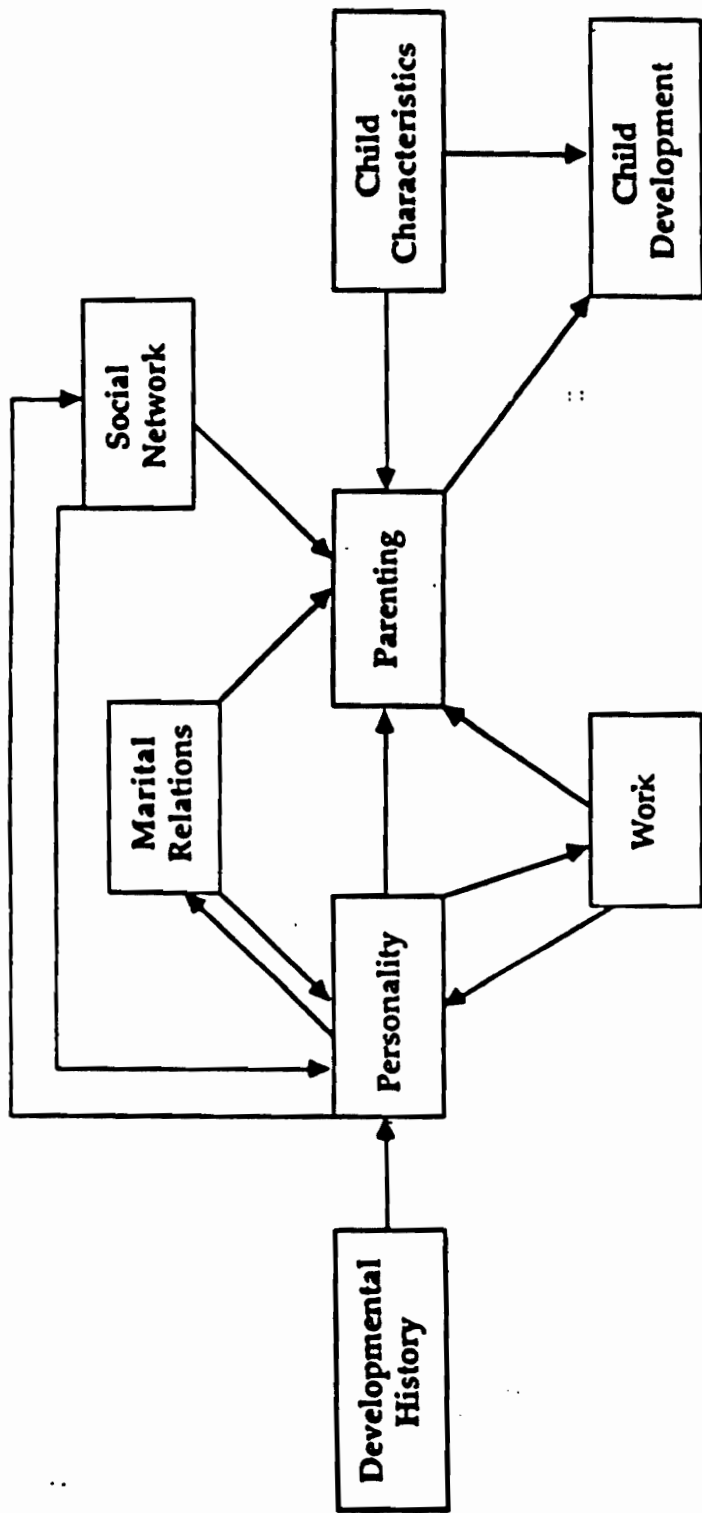 Social
Network
Marital
Relations
Child
Characteristics
Parenting
Personality
Developmental
History
Work
Child
Development